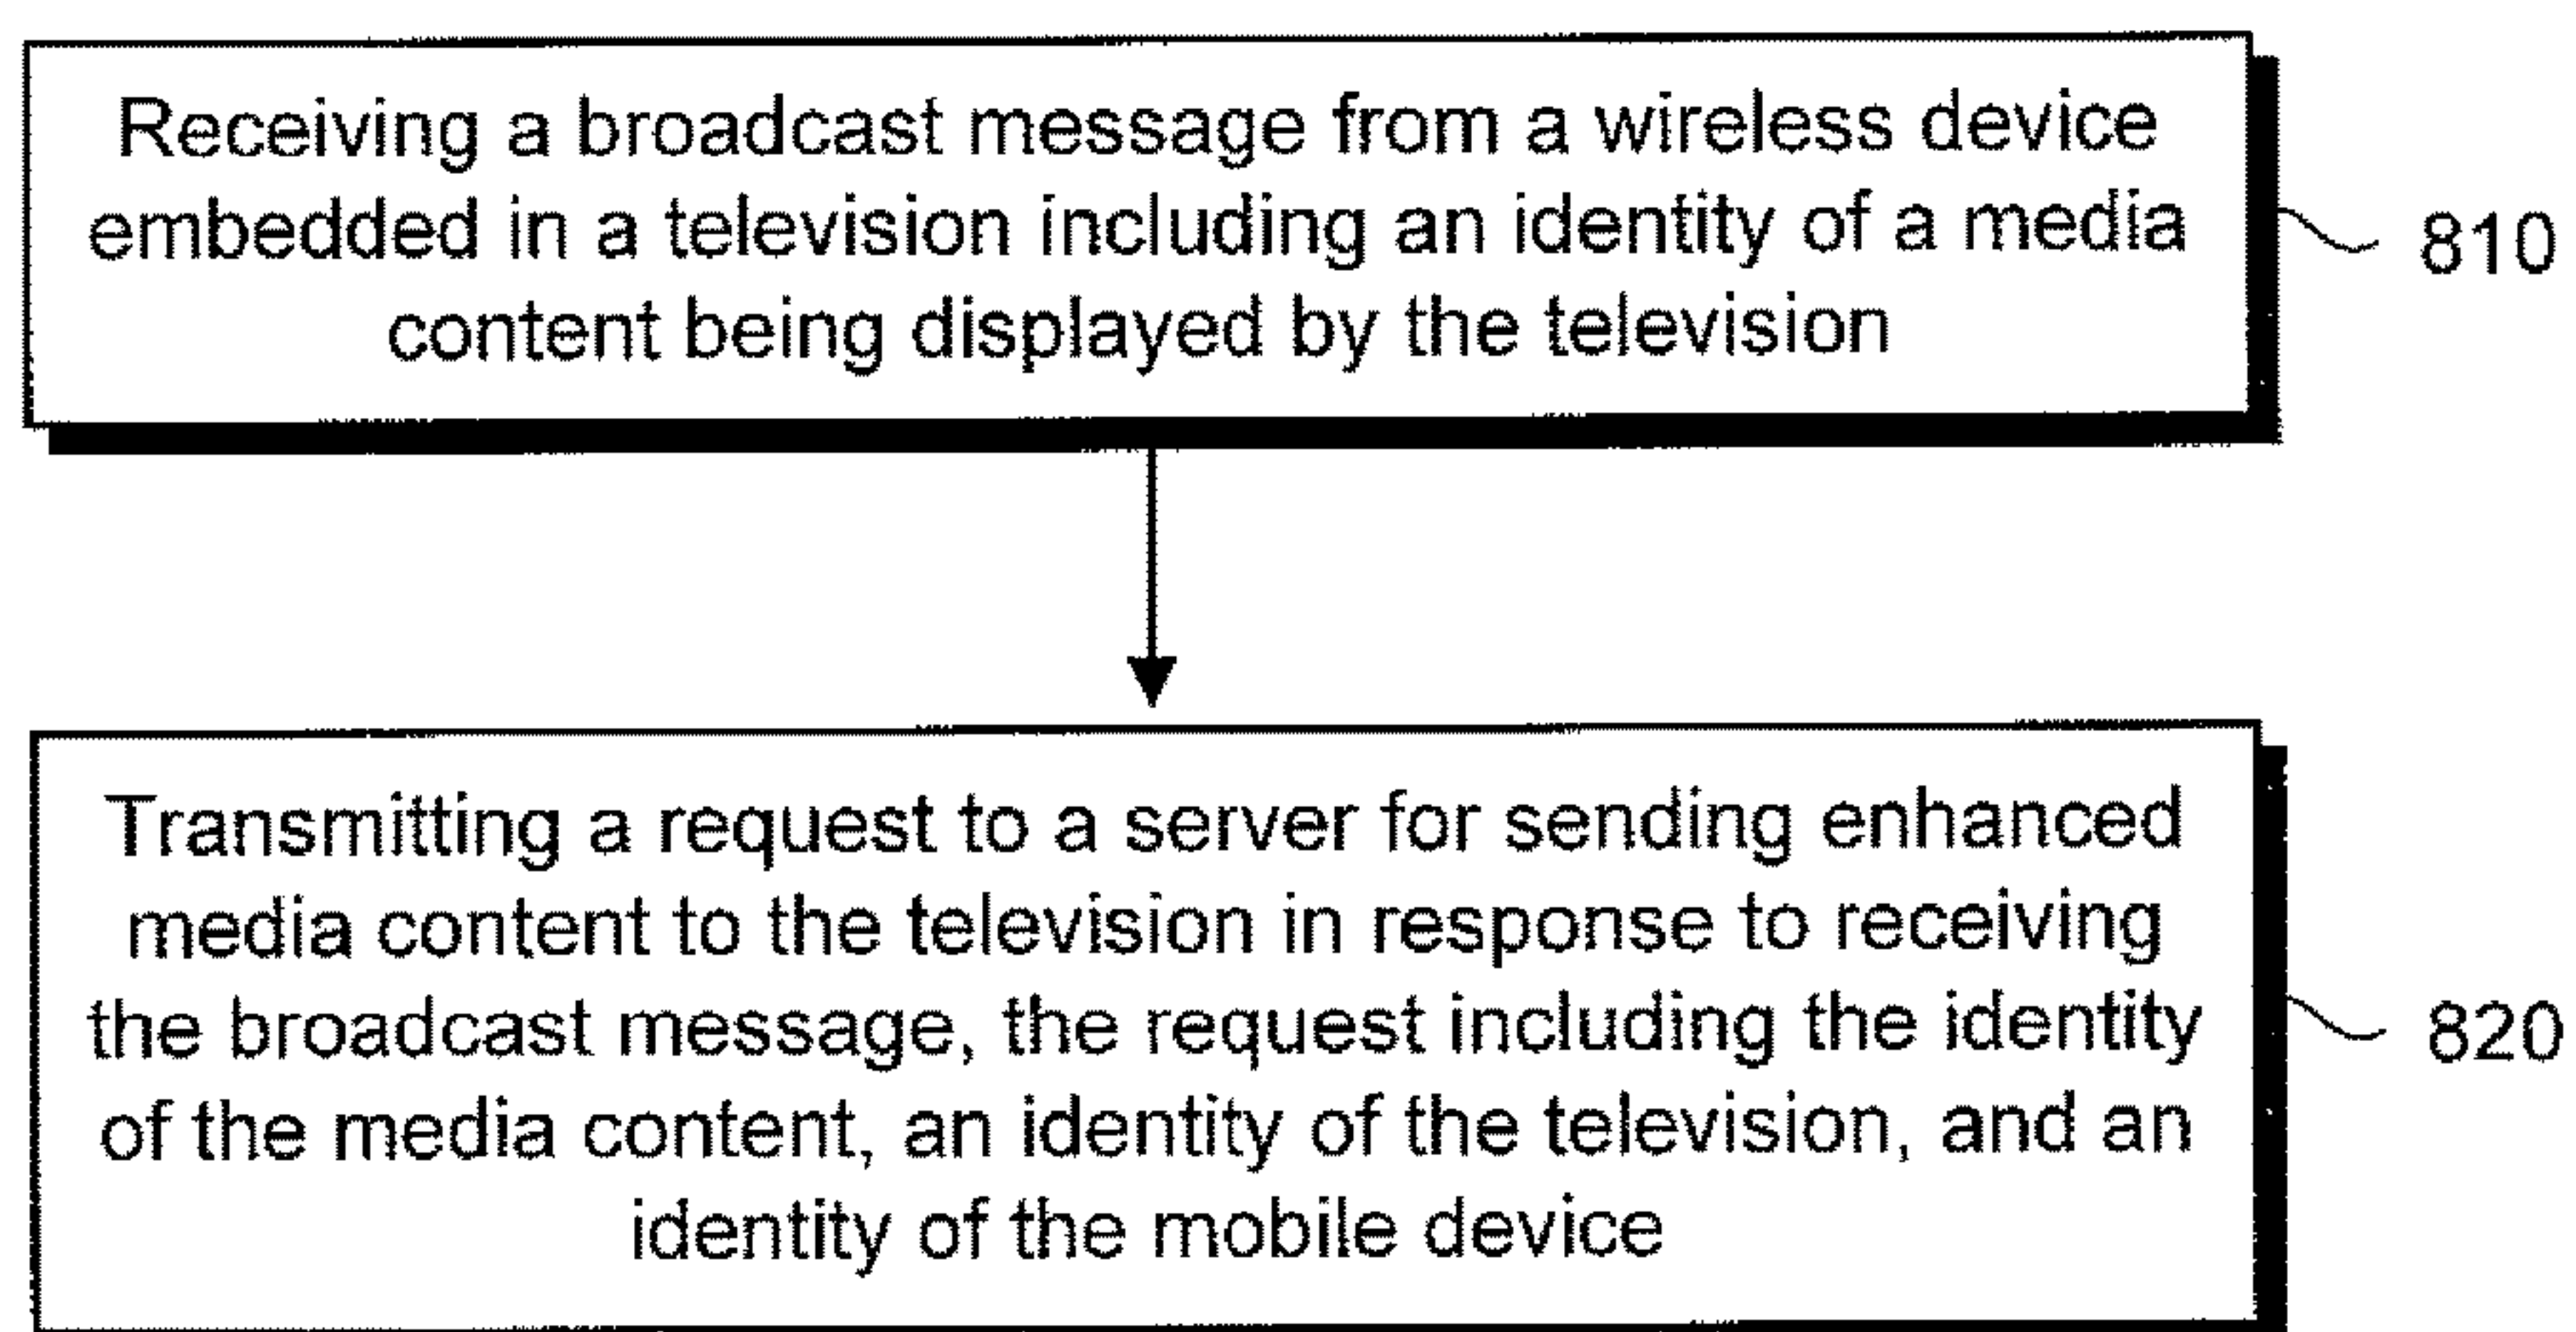 Receiving a broadcast message from a wireless device
embedded in a television including an identity of a media
content being displayed by the television
810
Transmitting a request to a server for sending enhanced
media content to the television in response to receiving
the broadcast message, the request including the identity
of the media content, an identity of the television, and an
identity of the mobile device
820